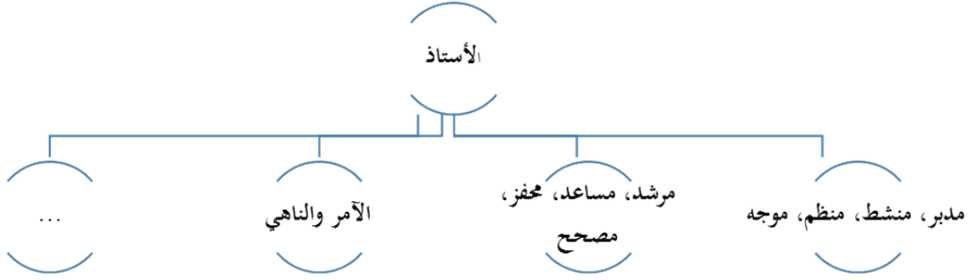 الأستاذ
مدبر، منشط، منظم، موجه
مرشد، مساعد، محفز،
مصحح
الآمر والناهي
...